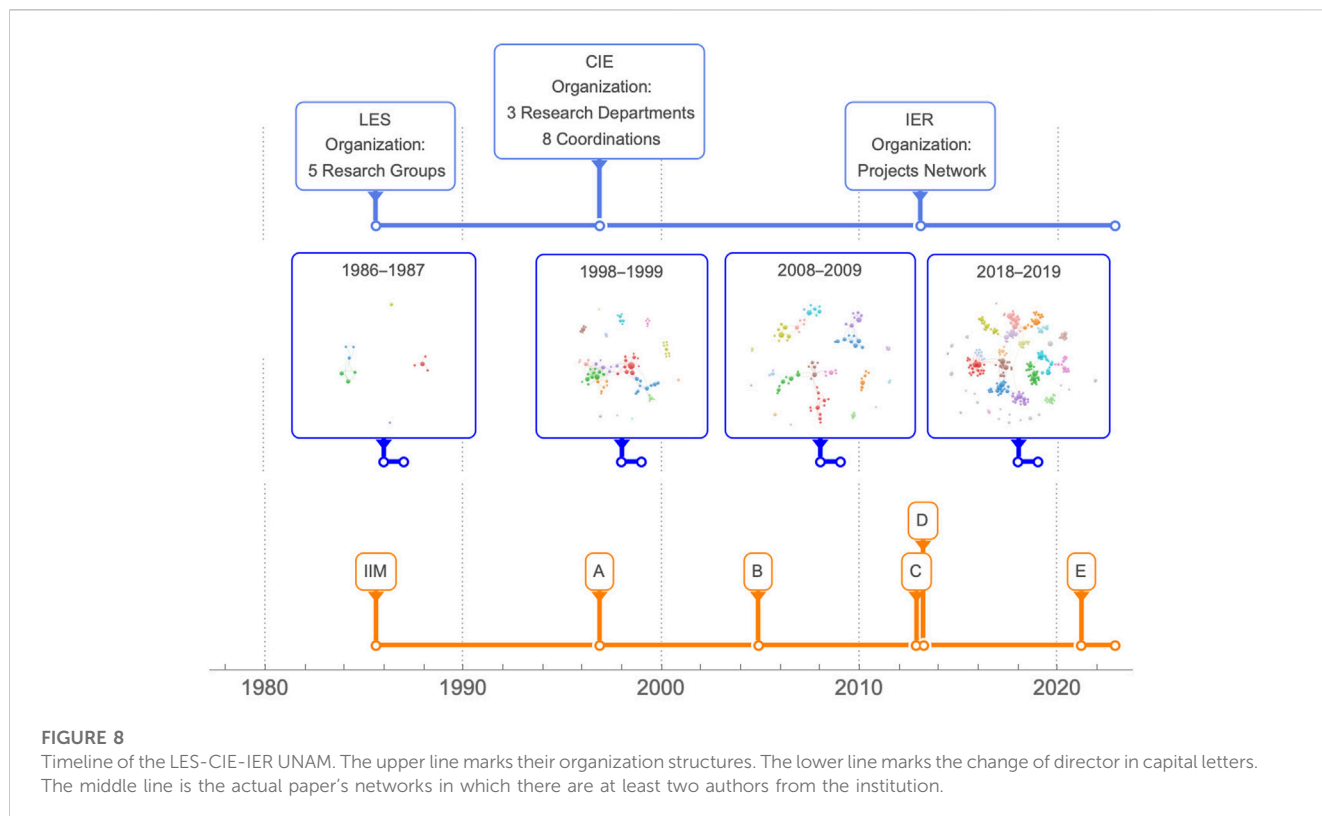 CIE
Organization:
3 Research Departments
8 Coordinations
LES
Organization:
5 Resarch Groups
IER
Organization:
Projects Network
1986–1987
1998–1999
2008–2009
2018–2019
D
IIM
A
B
C
E
1980
1990
2000
2010
2020
FIGURE 8
Timeline of the LES-CIE-IER UNAM. The upper line marks their organization structures. The lower line marks the change of director in capital letters.
The middle line is the actual paper's networks in which there are at least two authors from the institution.